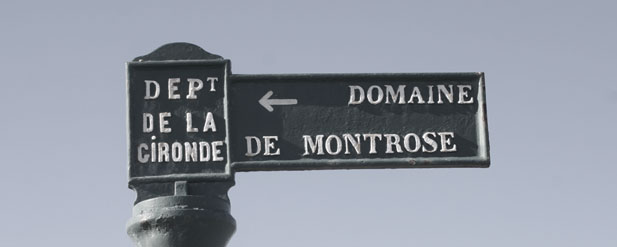 DEPT
DE LA
GIRONDE
← DOMAINE
DE MONTROSE